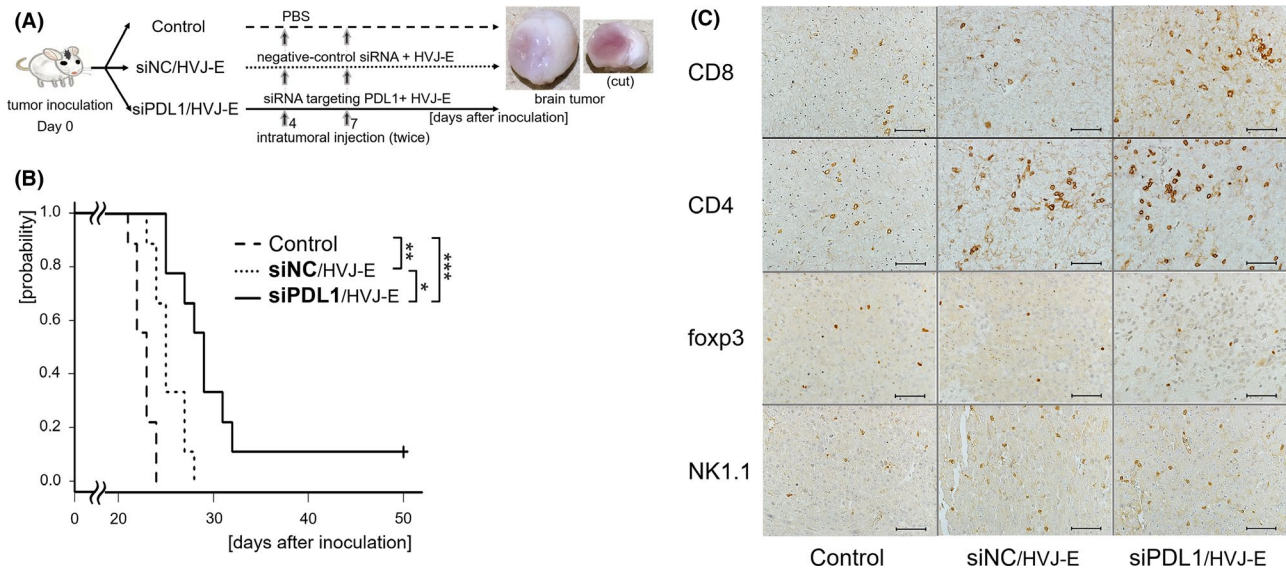 (A)
Control
PBS
siNC/HVJ-E
negative-control siRNA + HVJ-E
siPDL1/HVJ-E
siRNA targeting PDL1+ HVJ-E
tumor inoculation
Day 0
4
7
[days after inoculation]
intratumoral injection (twice)
(cut)
brain tumor
(B)
[probability]
1.0
0.8
0.6
0.4
0.2
0.0
0
20
30
40
50
[days after inoculation]
Control
siNC/HVJ-E
siPDL1/HVJ-E
**
*
***
(C)
CD8
CD4
foxp3
NK1.1
Control
siNC/HVJ-E
siPDL1/HVJ-E